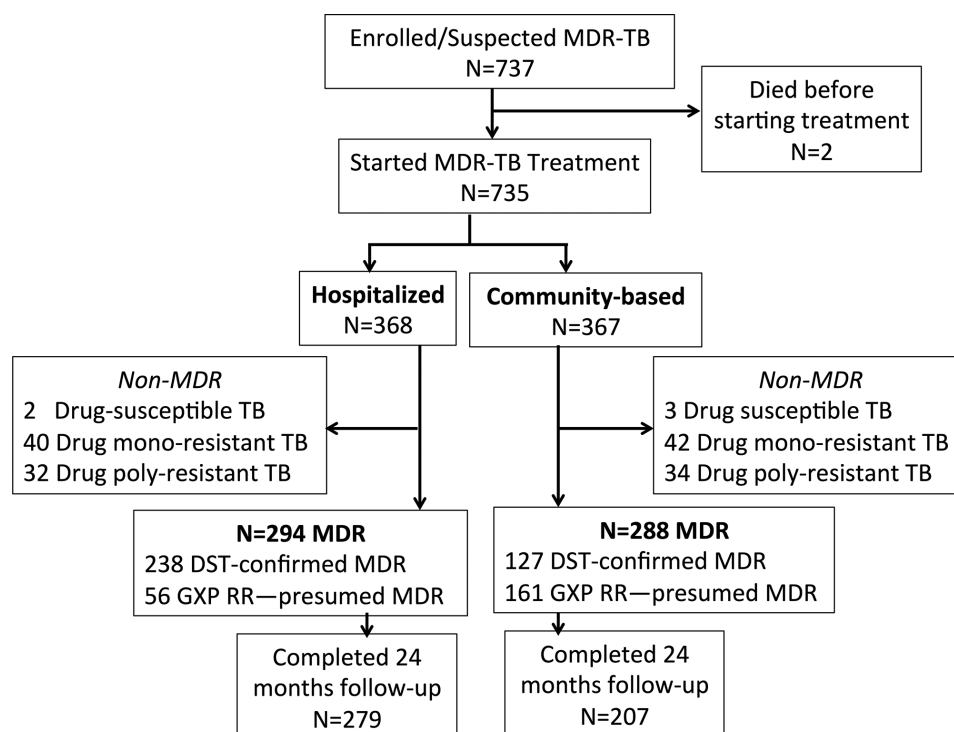 Enrolled/Suspected MDR-TB
N=737
Died before
starting treatment
N=2
Started MDR-TB Treatment
N=735
Hospitalized
N=368
Community-based
N=367
Non-MDR
2 Drug-susceptible TB
40 Drug mono-resistant TB
32 Drug poly-resistant TB
Non-MDR
3 Drug susceptible TB
42 Drug mono-resistant TB
34 Drug poly-resistant TB
N=294 MDR
238 DST-confirmed MDR
56 GXP RR—presumed MDR
N=288 MDR
127 DST-confirmed MDR
161 GXP RR—presumed MDR
Completed 24
months follow-up
N=279
Completed 24
months follow-up
N=207